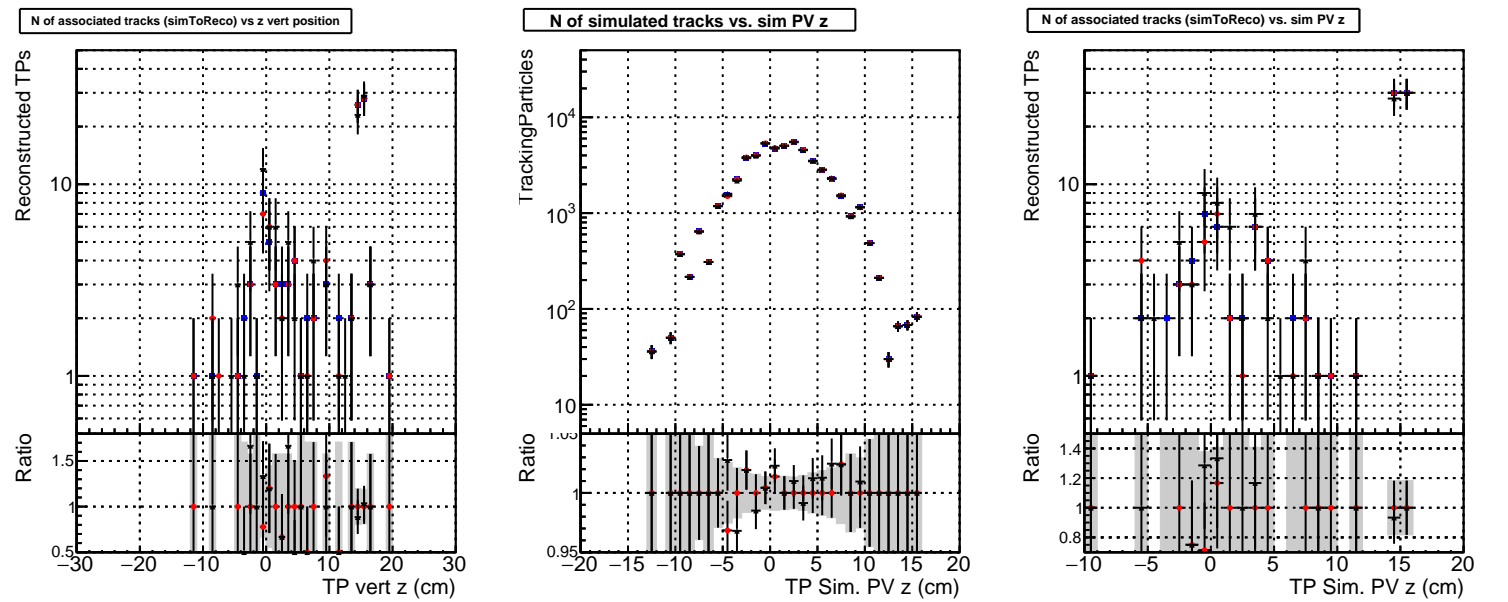 N of associated tracks (simToReco) vs z vert position
Reconstructed TPs
10
1
Ratio
1.5
1
0.5
−30 −20 −10 0 10 20 30
TP vert z (cm)
N of simulated tracks vs. sim PV z
TrackingParticles
10^4
10^3
10^2
10
Ratio
1.05
1
0.95
−20 −15 −10 −5 0 5 10 15 20
TP Sim. PV z (cm)
N of associated tracks (simToReco) vs. sim PV z
Reconstructed TPs
10
1
Ratio
1.4
1.2
1
0.8
−10 −5 0 5 10 15 20
TP Sim. PV z (cm)